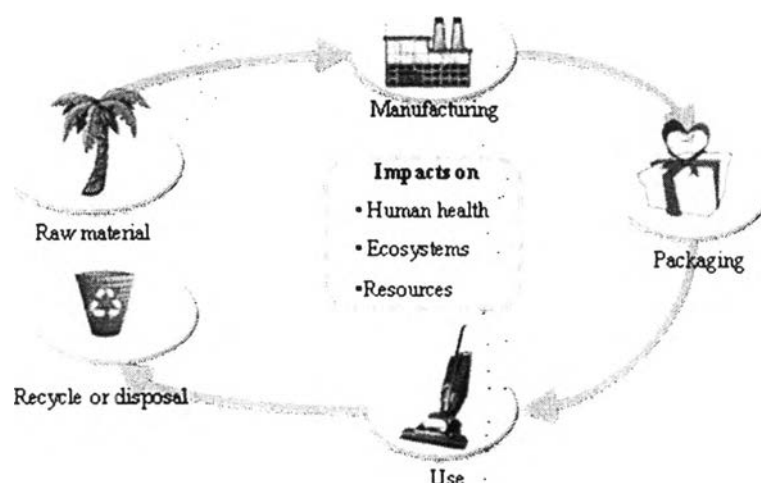 Manufacturing
Raw material
Impacts on
• Human health
• Ecosystems
• Resources
Packaging
Recycle or disposal
Use